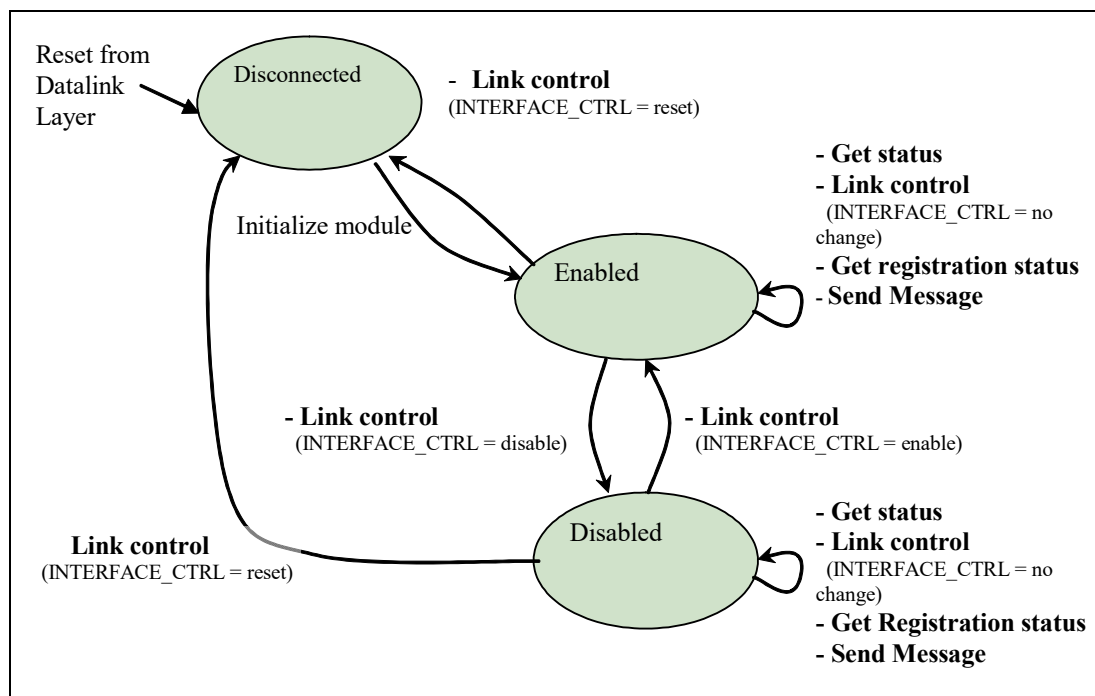 Reset from
Datalink
Layer
Disconnected
- Link control
(INTERFACE_CTRL = reset)
Initialize module
Enabled
- Get status
- Link control
(INTERFACE_CTRL = no
change)
- Get registration status
- Send Message
- Link control
(INTERFACE_CTRL = disable)
- Link control
(INTERFACE_CTRL = enable)
Link control
(INTERFACE_CTRL = reset)
Disabled
- Get status
- Link control
(INTERFACE_CTRL = no
change)
- Get Registration status
- Send Message